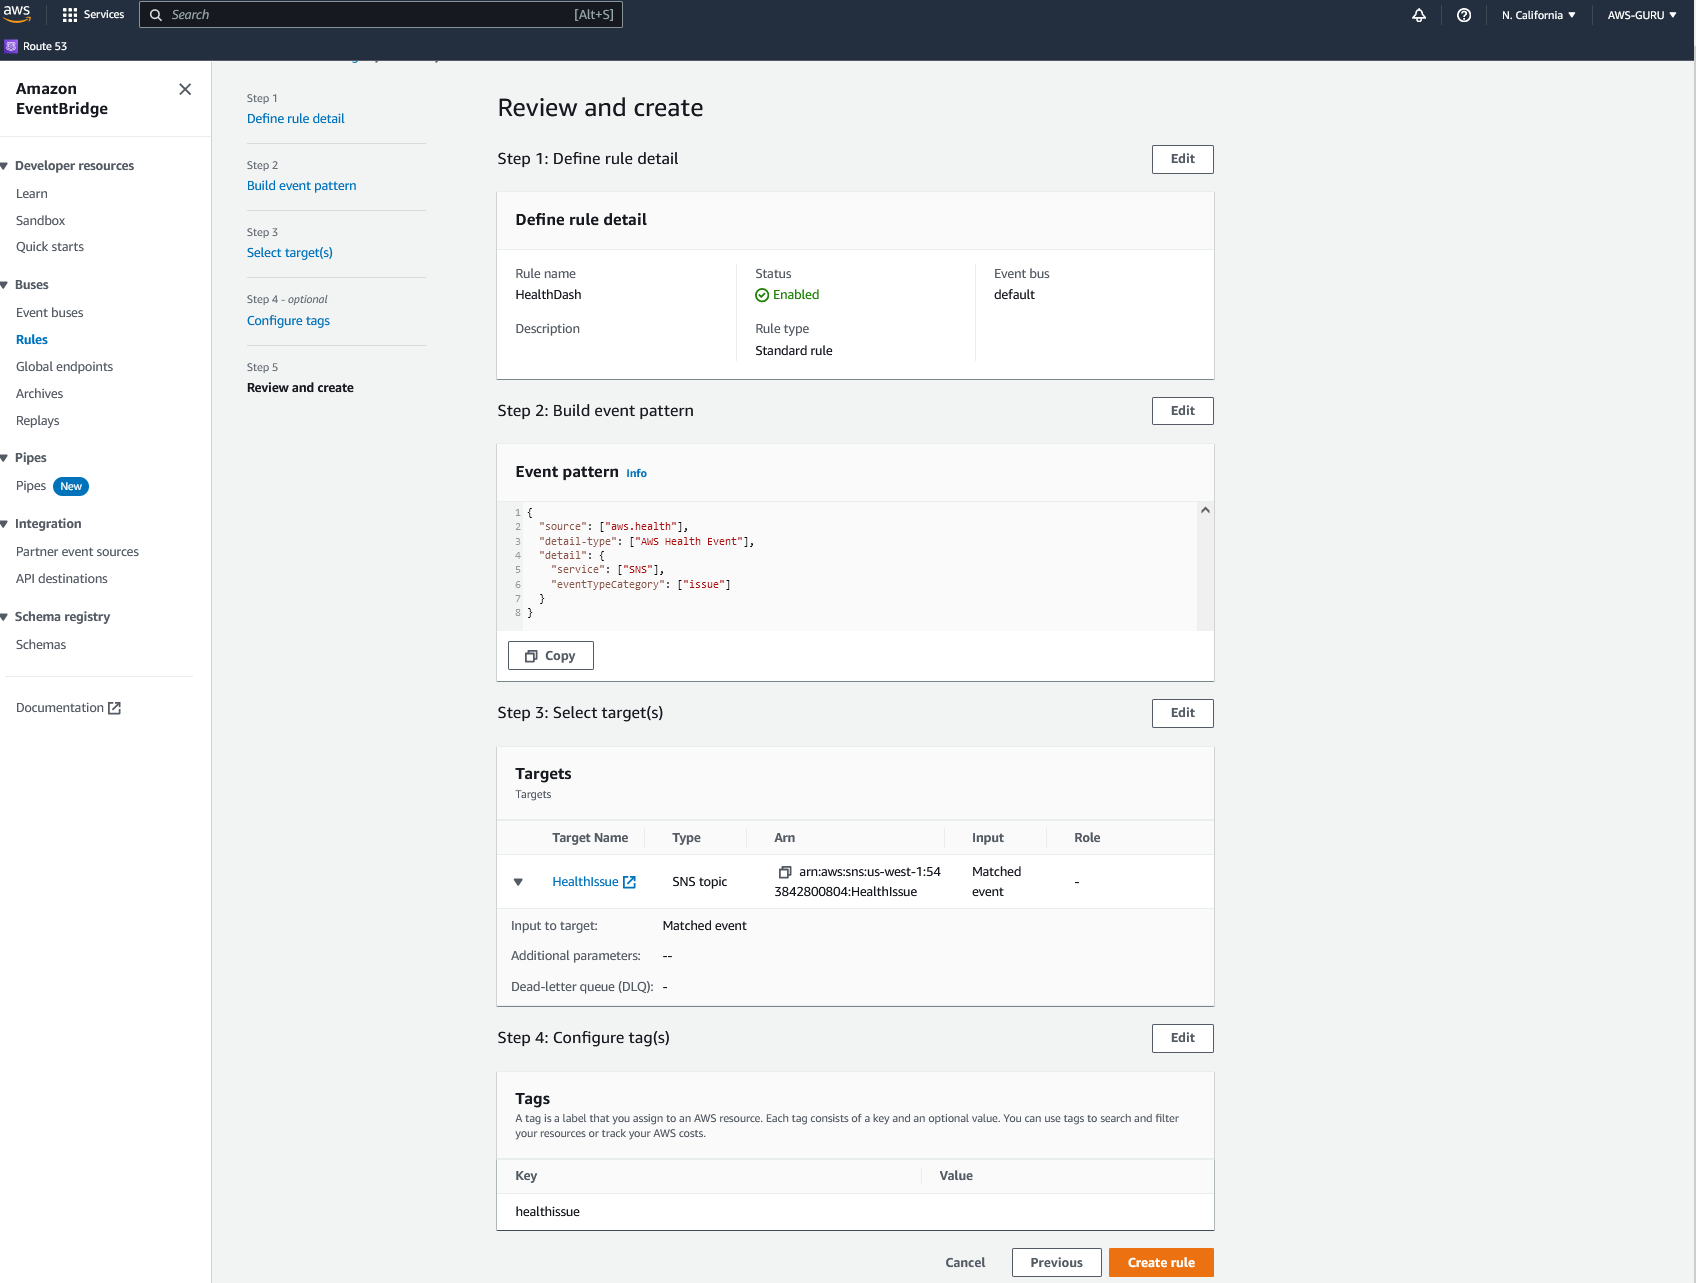 aws
Services
Search
[Alt+S]
N. California
AWS-GURU
Route 53
Amazon
EventBridge
Developer resources
Learn
Sandbox
Quick starts
Buses
Event buses
Rules
Global endpoints
Archives
Replays
Pipes
Pipes New
Integration
Partner event sources
API destinations
Schema registry
Schemas
Documentation
Step 1
Define rule detail
Step 2
Build event pattern
Step 3
Select target(s)
Step 4 - optional
Configure tags
Step 5
Review and create
Review and create
Step 1: Define rule detail
Edit
Define rule detail
Rule name
HealthDash
Description
Status
Enabled
Rule type
Standard rule
Event bus
default
Step 2: Build event pattern
Edit
Event pattern Info
1 {
2 "source": ["aws.health"],
3 "detail-type": ["AWS Health Event"],
4 "detail": {
5 "service": ["SNS"],
6 "eventTypeCategory": ["issue"]
7 }
8 }
Copy
Step 3: Select target(s)
Edit
Targets
Targets
Target Name Type Arn Input Role
HealthIssue
SNS topic
arn:aws:sns:us-west-1:54
3842800804:HealthIssue
Matched
event
-
Input to target: Matched event
Additional parameters: --
Dead-letter queue (DLQ): -
Step 4: Configure tag(s)
Edit
Tags
A tag is a label that you assign to an AWS resource. Each tag consists of a key and an optional value. You can use tags to search and filter
your resources or track your AWS costs.
Key Value
healthissue
Cancel
Previous
Create rule